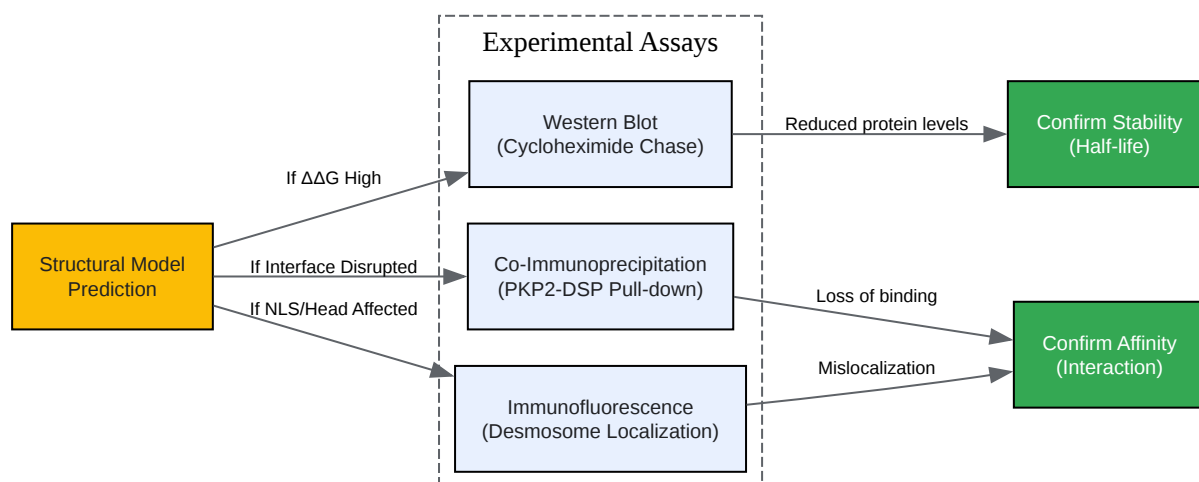 Experimental Assays
Western Blot
(Cycloheximide Chase)
Reduced protein levels
Confirm Stability
(Half-life)
If ΔΔG High
Structural Model
Prediction
If Interface Disrupted
Co-Immunoprecipitation
(PKP2-DSP Pull-down)
If NLS/Head Affected
Loss of binding
Confirm Affinity
(Interaction)
Mislocalization
Immunofluorescence
(Desmosome Localization)